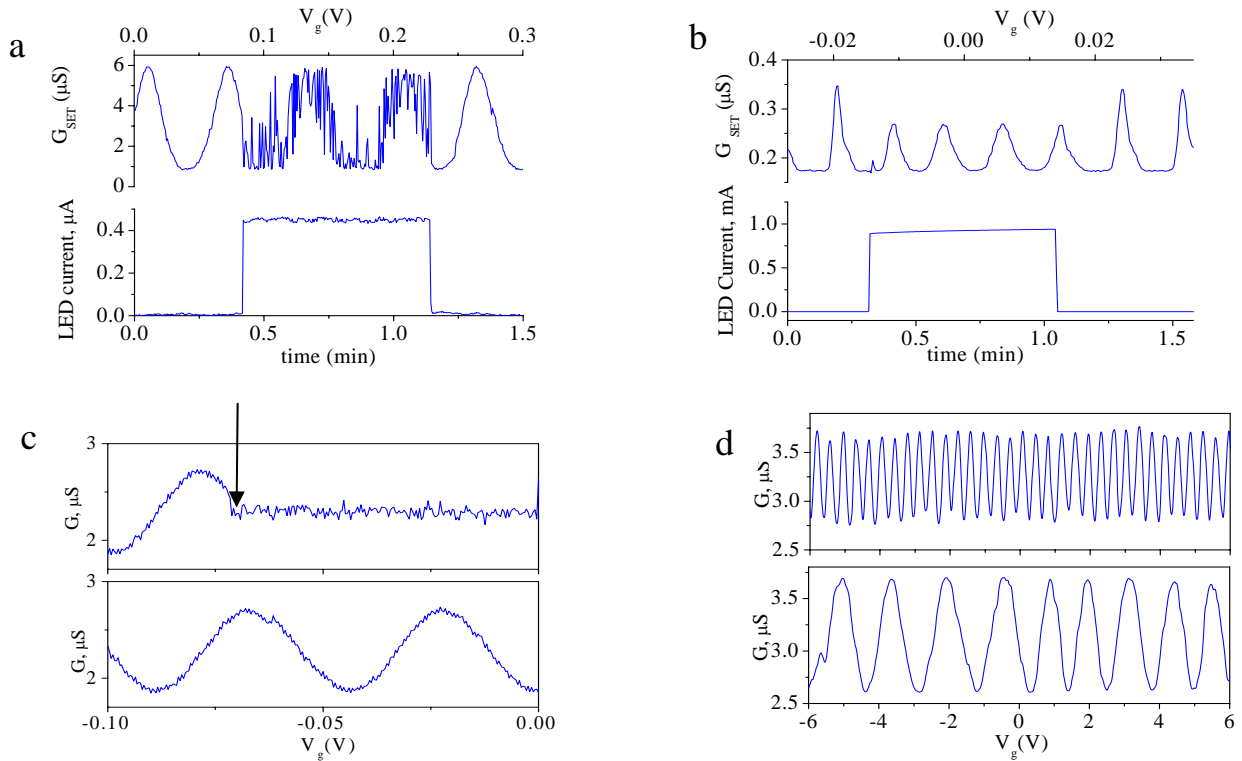 a
V_g(V)
0.0 0.1 0.2 0.3
G_SET (μS)
6
4
2
0
LED current, μA
0.4
0.2
0.0
0.0 0.5 1.0 1.5
time (min)
b
V_g(V)
-0.02 0.00 0.02
G_SET (μS)
0.4
0.3
0.2
LED Current, mA
1.0
0.5
0.0
0.0 0.5 1.0 1.5
time (min)
c
G, μS
3
2
G, μS
3
2
-0.10 -0.05 0.00
V_g(V)
d
G, μS
3.5
3.0
2.5
G, μS
3.5
3.0
2.5
-6 -4 -2 0 2 4 6
V_g(V)